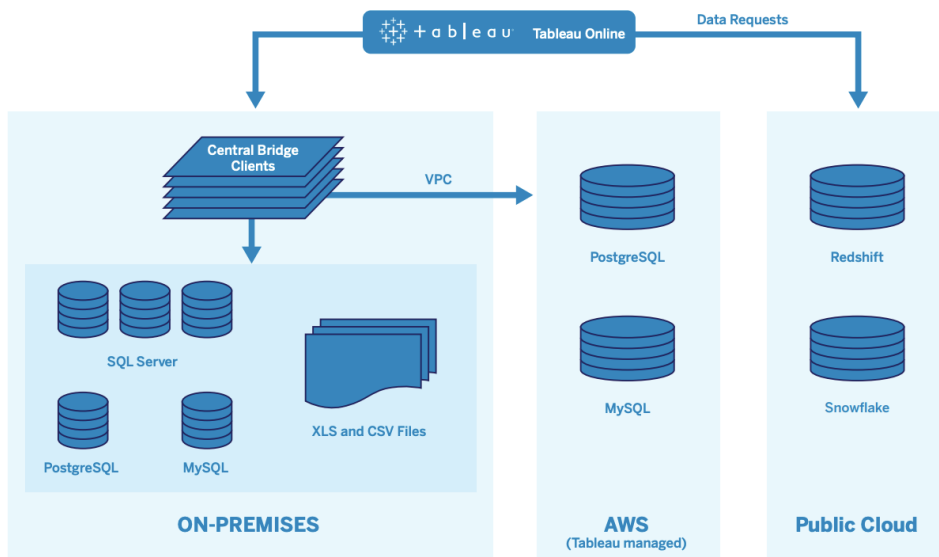 + a b l e a u
Tableau Online
Data Requests
Central Bridge
Clients
VPC
SQL Server
PostgreSQL
MySQL
XLS and CSV Files
ON-PREMISES
PostgreSQL
MySQL
AWS
(Tableau managed)
Redshift
Snowflake
Public Cloud